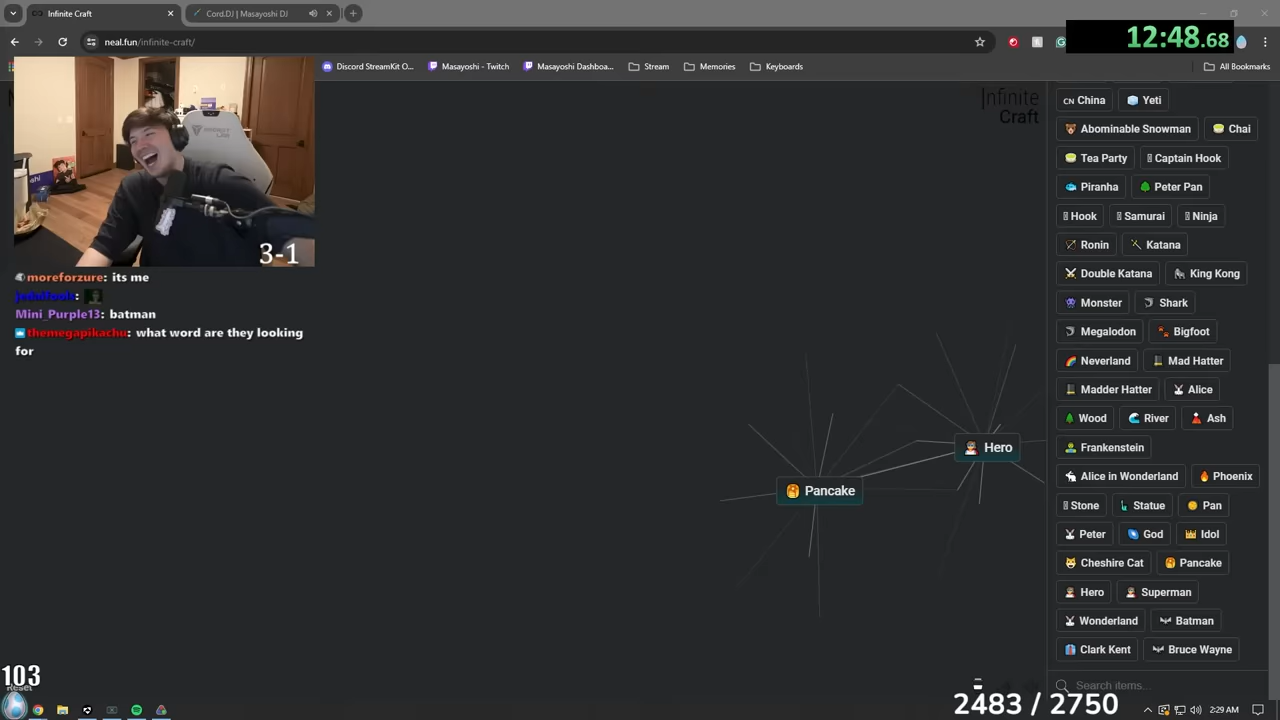 Infinite Craft
Cord.DJ | Masayoshi DJ
12:48.68
neal.fun/infinite-craft/
Discord StreamKit O...
Masayoshi - Twitch
Masayoshi Dashboa...
Stream
Memories
Keyboards
All Bookmarks
Infinite
Craft
3-1
moreforzure: its me
Mini_Purple13: batman
themegapikachu: what word are they looking
for
Pancake
Hero
CN China
Yeti
Abominable Snowman
Chai
Tea Party
Captain Hook
Piranha
Peter Pan
Hook
Samurai
Ninja
Ronin
Katana
Double Katana
King Kong
Monster
Shark
Megalodon
Bigfoot
Neverland
Mad Hatter
Madder Hatter
Alice
Wood
River
Ash
Frankenstein
Alice in Wonderland
Phoenix
Stone
Statue
Pan
Peter
God
Idol
Cheshire Cat
Pancake
Hero
Superman
Wonderland
Batman
Clark Kent
Bruce Wayne
Search items...
103
Reset
2483 / 2750
2:29 AM